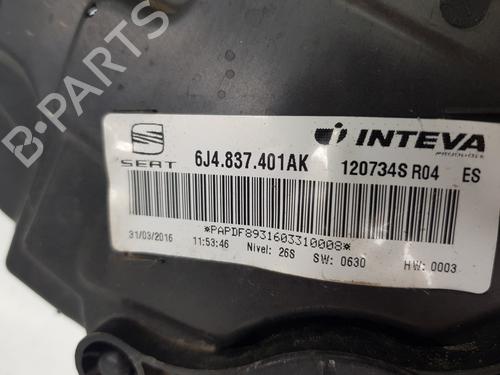 B-PARTS
SEAT
6J4.837.401AK
INTEVA
PRODUCTS
120734S R04 ES
*PAPDF8931603310008*
31/03/2016 11:53:46 Nivel: 26S SW: 0630 HW: 0003